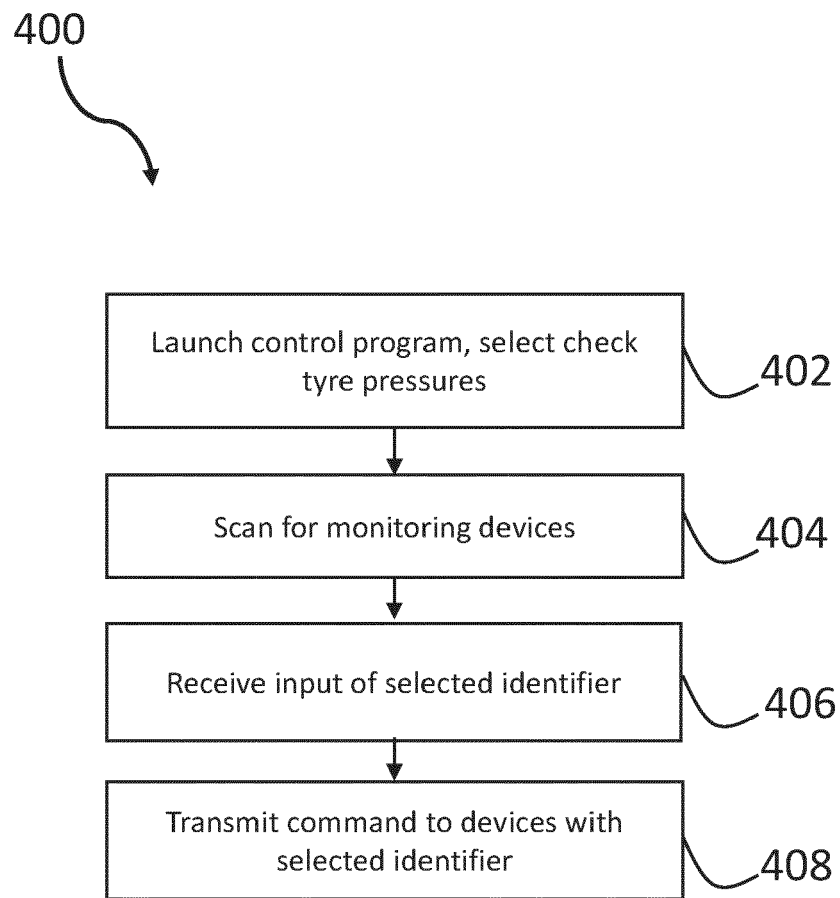 400
Launch control program, select check
tyre pressures
402
Scan for monitoring devices
404
Receive input of selected identifier
406
Transmit command to devices with
selected identifier
408